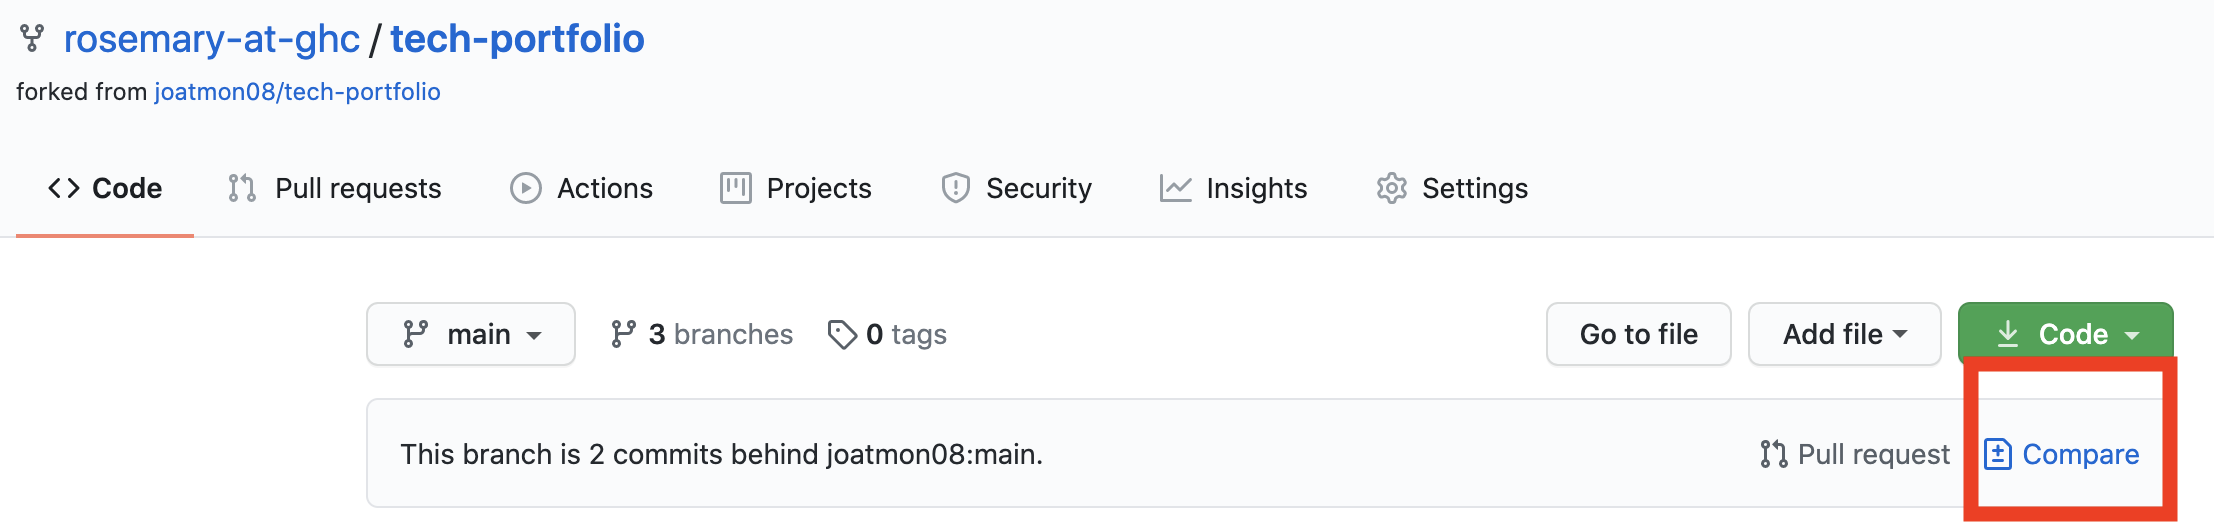 rosemary-at-ghc / tech-portfolio
forked from joatmon08/tech-portfolio
Code Pull requests Actions Projects Security Insights Settings
main 3 branches 0 tags Go to file Add file Code
This branch is 2 commits behind joatmon08:main. Pull request Compare